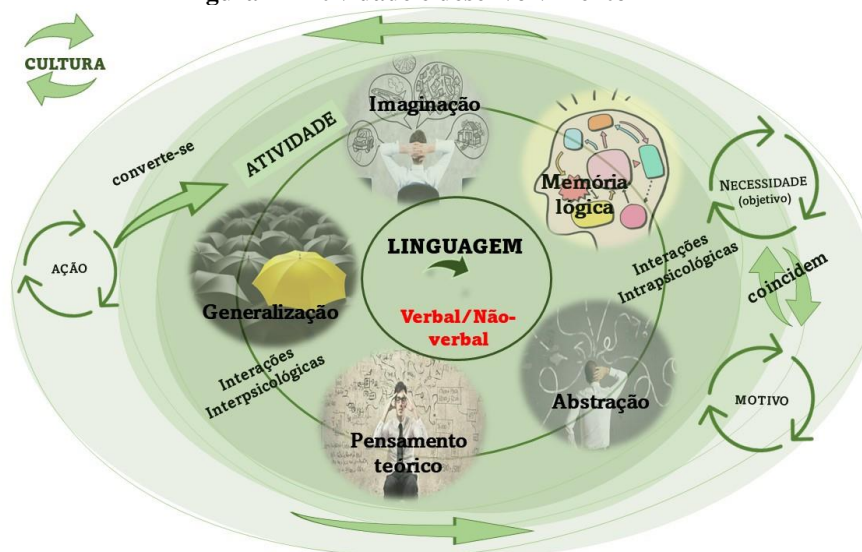 CULTURA
converte-se
ATIVIDADE
Imaginação
Memória
lógica
NECESSIDADE
(objetivo)
AÇÃO
LINGUAGEM
Verbal/Não-
verbal
Generalização
Interações
Intrapsicológicas
coincidem
Interações
Interpsicológicas
Abstração
MOTIVO
Pensamento
teórico